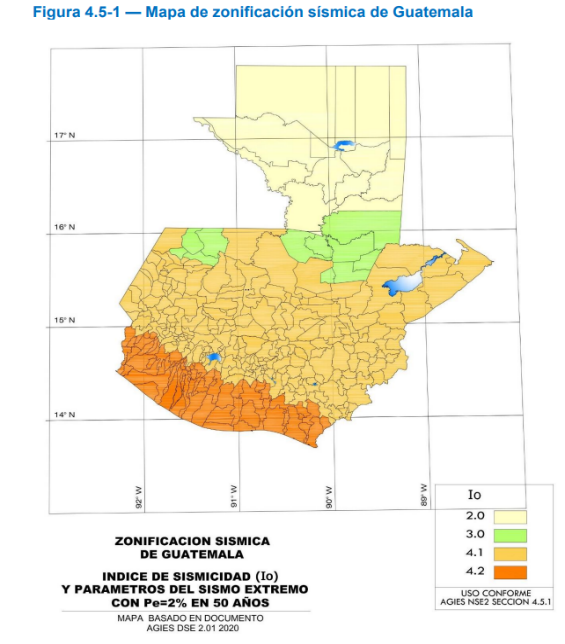 Figura 4.5-1 — Mapa de zonificación sísmica de Guatemala
17° N
16° N
15° N
14° N
92° W
91° W
90° W
89° W
Io
2.0
3.0
4.1
4.2
USO CONFORME
AGIES NSE2 SECCION 4.5.1
ZONIFICACION SISMICA
DE GUATEMALA
INDICE DE SISMICIDAD (Io)
Y PARAMETROS DEL SISMO EXTREMO
CON Pe=2% EN 50 AÑOS
MAPA BASADO EN DOCUMENTO
AGIES DSE 2.01 2020